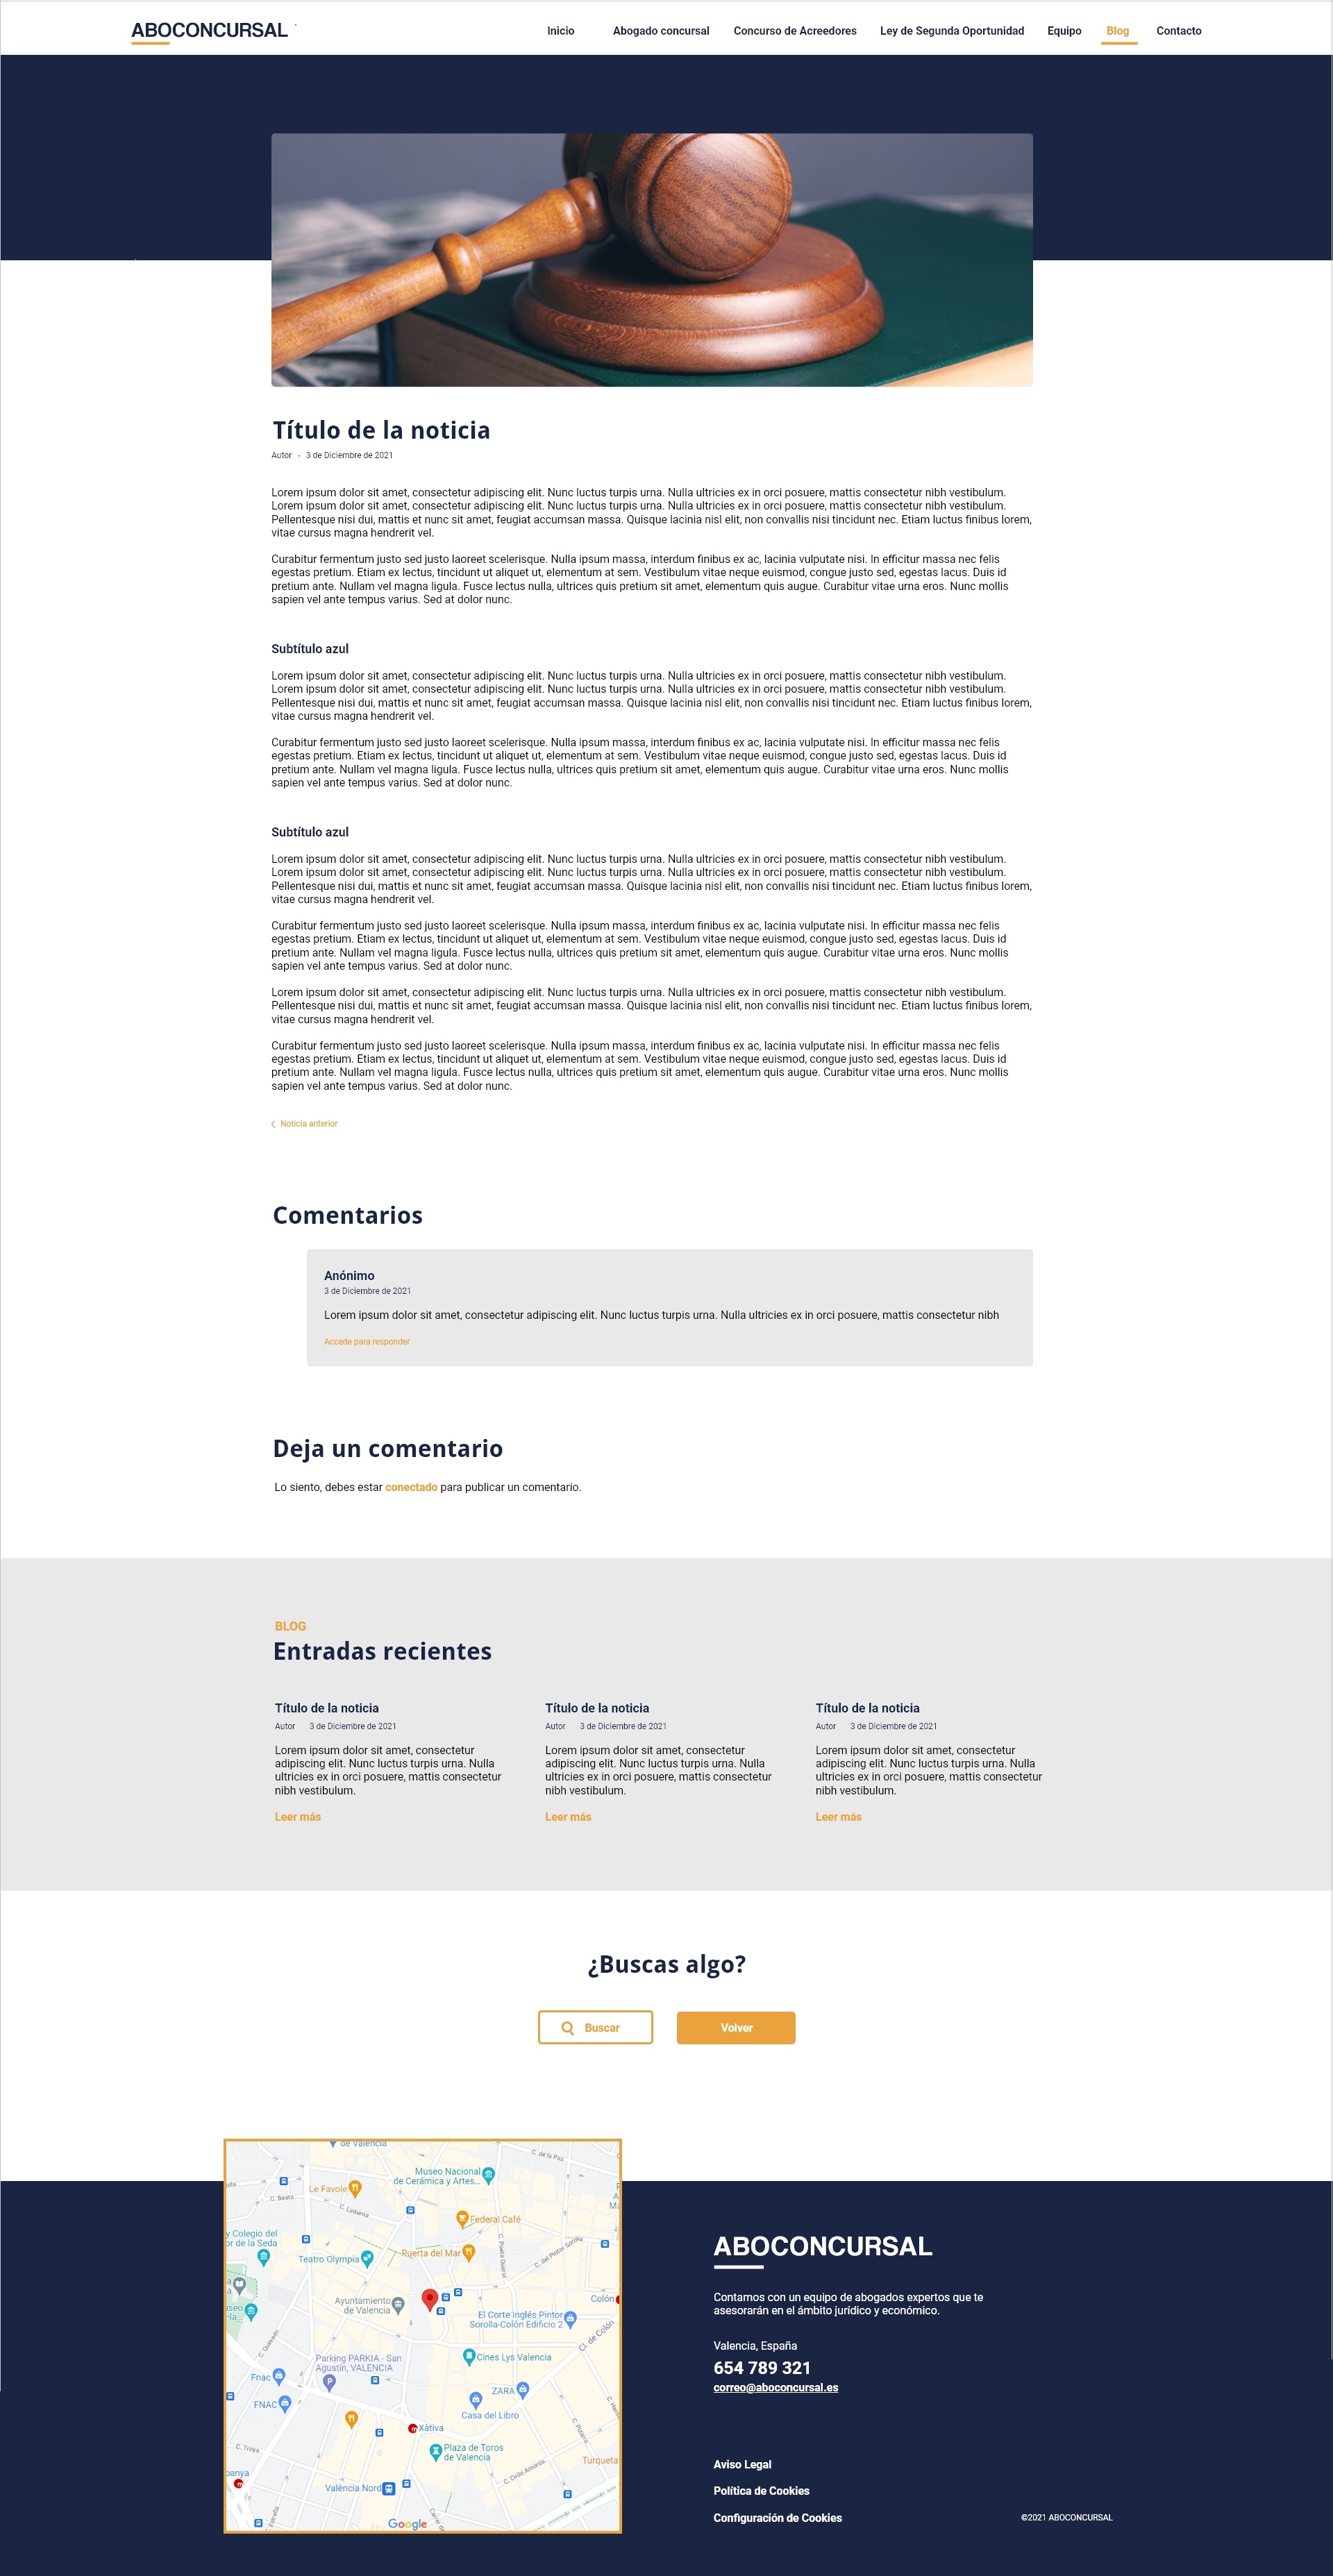 ABOCONCURSAL
Inicio Abogado concursal Concurso de Acreedores Ley de Segunda Oportunidad Equipo Blog Contacto
Título de la noticia
Autor · 3 de Diciembre de 2021
Lorem ipsum dolor sit amet, consectetur adipiscing elit. Nunc luctus turpis urna. Nulla ultricies ex in orci posuere, mattis consectetur nibh vestibulum.
Lorem ipsum dolor sit amet, consectetur adipiscing elit. Nunc luctus turpis urna. Nulla ultricies ex in orci posuere, mattis consectetur nibh vestibulum.
Pellentesque nisi dui, mattis et nunc sit amet, feugiat accumsan massa. Quisque lacinia nisl elit, non convallis nisi tincidunt nec. Etiam luctus finibus lorem,
vitae cursus magna hendrerit vel.
Curabitur fermentum justo sed justo laoreet scelerisque. Nulla ipsum massa, interdum finibus ex ac, lacinia vulputate nisi. In efficitur massa nec felis
egestas pretium. Etiam ex lectus, tincidunt ut aliquet ut, elementum at sem. Vestibulum vitae neque euismod, congue justo sed, egestas lacus. Duis id
pretium ante. Nullam vel magna ligula. Fusce lectus nulla, ultrices quis pretium sit amet, elementum quis augue. Curabitur vitae urna eros. Nunc mollis
sapien vel ante tempus varius. Sed at dolor nunc.
Subtítulo azul
Lorem ipsum dolor sit amet, consectetur adipiscing elit. Nunc luctus turpis urna. Nulla ultricies ex in orci posuere, mattis consectetur nibh vestibulum.
Lorem ipsum dolor sit amet, consectetur adipiscing elit. Nunc luctus turpis urna. Nulla ultricies ex in orci posuere, mattis consectetur nibh vestibulum.
Pellentesque nisi dui, mattis et nunc sit amet, feugiat accumsan massa. Quisque lacinia nisl elit, non convallis nisi tincidunt nec. Etiam luctus finibus lorem,
vitae cursus magna hendrerit vel.
Curabitur fermentum justo sed justo laoreet scelerisque. Nulla ipsum massa, interdum finibus ex ac, lacinia vulputate nisi. In efficitur massa nec felis
egestas pretium. Etiam ex lectus, tincidunt ut aliquet ut, elementum at sem. Vestibulum vitae neque euismod, congue justo sed, egestas lacus. Duis id
pretium ante. Nullam vel magna ligula. Fusce lectus nulla, ultrices quis pretium sit amet, elementum quis augue. Curabitur vitae urna eros. Nunc mollis
sapien vel ante tempus varius. Sed at dolor nunc.
Subtítulo azul
Lorem ipsum dolor sit amet, consectetur adipiscing elit. Nunc luctus turpis urna. Nulla ultricies ex in orci posuere, mattis consectetur nibh vestibulum.
Lorem ipsum dolor sit amet, consectetur adipiscing elit. Nunc luctus turpis urna. Nulla ultricies ex in orci posuere, mattis consectetur nibh vestibulum.
Pellentesque nisi dui, mattis et nunc sit amet, feugiat accumsan massa. Quisque lacinia nisl elit, non convallis nisi tincidunt nec. Etiam luctus finibus lorem,
vitae cursus magna hendrerit vel.
Curabitur fermentum justo sed justo laoreet scelerisque. Nulla ipsum massa, interdum finibus ex ac, lacinia vulputate nisi. In efficitur massa nec felis
egestas pretium. Etiam ex lectus, tincidunt ut aliquet ut, elementum at sem. Vestibulum vitae neque euismod, congue justo sed, egestas lacus. Duis id
pretium ante. Nullam vel magna ligula. Fusce lectus nulla, ultrices quis pretium sit amet, elementum quis augue. Curabitur vitae urna eros. Nunc mollis
sapien vel ante tempus varius. Sed at dolor nunc.
Lorem ipsum dolor sit amet, consectetur adipiscing elit. Nunc luctus turpis urna. Nulla ultricies ex in orci posuere, mattis consectetur nibh vestibulum.
Pellentesque nisi dui, mattis et nunc sit amet, feugiat accumsan massa. Quisque lacinia nisl elit, non convallis nisi tincidunt nec. Etiam luctus finibus lorem,
vitae cursus magna hendrerit vel.
Curabitur fermentum justo sed justo laoreet scelerisque. Nulla ipsum massa, interdum finibus ex ac, lacinia vulputate nisi. In efficitur massa nec felis
egestas pretium. Etiam ex lectus, tincidunt ut aliquet ut, elementum at sem. Vestibulum vitae neque euismod, congue justo sed, egestas lacus. Duis id
pretium ante. Nullam vel magna ligula. Fusce lectus nulla, ultrices quis pretium sit amet, elementum quis augue. Curabitur vitae urna eros. Nunc mollis
sapien vel ante tempus varius. Sed at dolor nunc.
Noticia anterior
Comentarios
Anónimo
3 de Diciembre de 2021
Lorem ipsum dolor sit amet, consectetur adipiscing elit. Nunc luctus turpis urna. Nulla ultricies ex in orci posuere, mattis consectetur nibh
Accede para responder
Deja un comentario
Lo siento, debes estar conectado para publicar un comentario.
BLOG
Entradas recientes
Título de la noticia
Autor 3 de Diciembre de 2021
Lorem ipsum dolor sit amet, consectetur
adipiscing elit. Nunc luctus turpis urna. Nulla
ultricies ex in orci posuere, mattis consectetur
nibh vestibulum.
Leer más
Título de la noticia
Autor 3 de Diciembre de 2021
Lorem ipsum dolor sit amet, consectetur
adipiscing elit. Nunc luctus turpis urna. Nulla
ultricies ex in orci posuere, mattis consectetur
nibh vestibulum.
Leer más
Título de la noticia
Autor 3 de Diciembre de 2021
Lorem ipsum dolor sit amet, consectetur
adipiscing elit. Nunc luctus turpis urna. Nulla
ultricies ex in orci posuere, mattis consectetur
nibh vestibulum.
Leer más
¿Buscas algo?
Buscar
Volver
de Valencia
C. de la Paz
Museo Nacional
de Cerámica y Artes...
Le Favole
C. Beata
C. Linterna
Federal Café
y Colegio del
or de la Seda
Teatro Olympia
Puerta del Mar
C. Poeta Querol
C. del Pintor Sorolla
Ayuntamiento
de Valencia
Colón
El Corte Inglés Pintor
Sorolla-Colón Edificio 2
Cl. de Colón
C. Quevedo
Parking PARKIA - San
Agustín, VALENCIA
Cines Lys Valencia
Fnac
FNAC
ZARA
Casa del Libro
Xàtiva
C. Pizarro
C. Troya
Plaza de Toros
de Valencia
Turqueta
panya
València Nord
C. Cirilo Amorós
Google
ABOCONCURSAL
Contamos con un equipo de abogados expertos que te
asesorarán en el ámbito jurídico y económico.
Valencia, España
654 789 321
correo@aboconcursal.es
Aviso Legal
Política de Cookies
Configuración de Cookies
©2021 ABOCONCURSAL